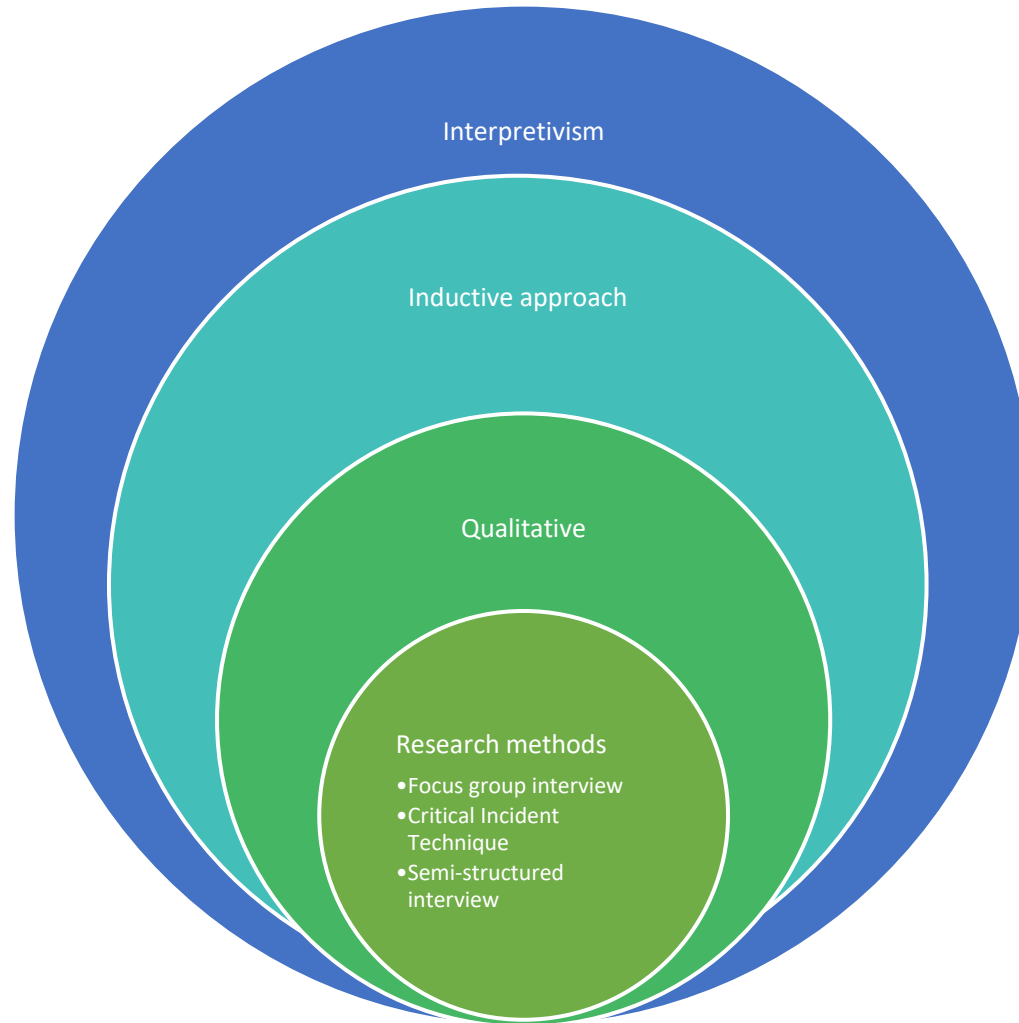 Interpretivism
Inductive approach
Qualitative
Research methods
•Focus group interview
•Critical Incident
Technique
•Semi-structured
interview